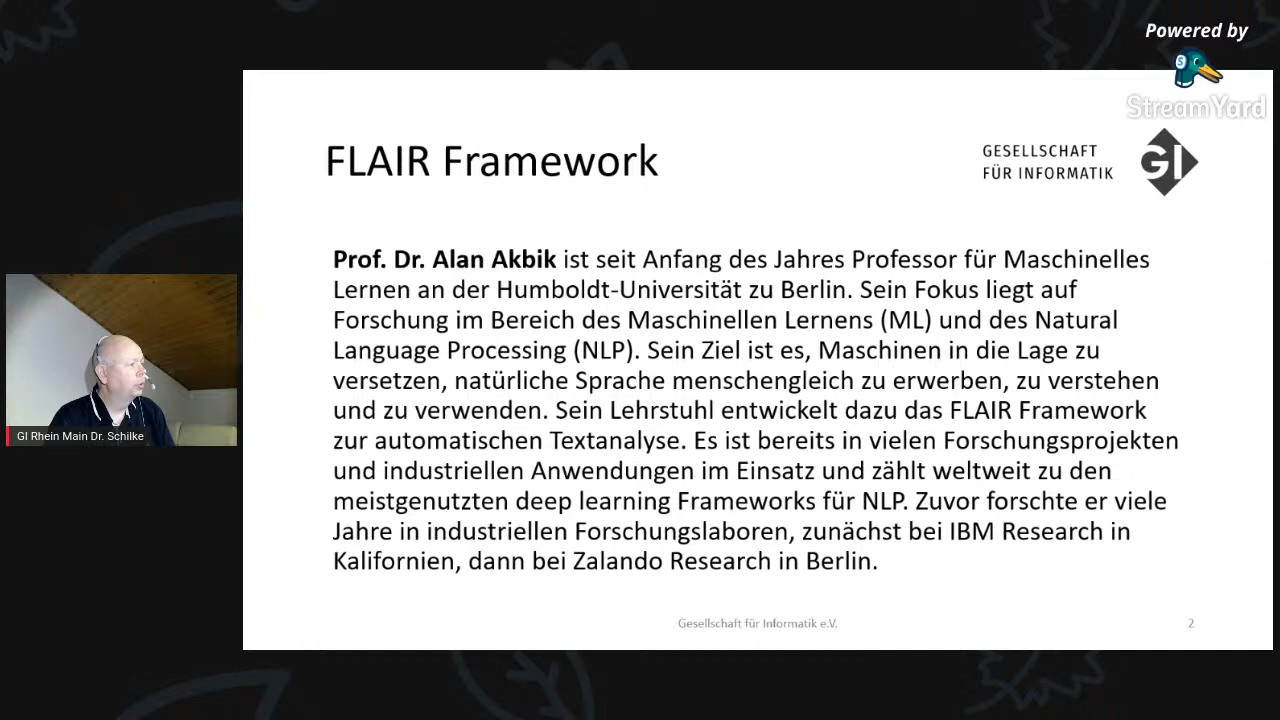 Powered by
StreamYard
FLAIR Framework
GESELLSCHAFT
FÜR INFORMATIK
GI
Prof. Dr. Alan Akbik ist seit Anfang des Jahres Professor für Maschinelles
Lernen an der Humboldt-Universität zu Berlin. Sein Fokus liegt auf
Forschung im Bereich des Maschinellen Lernens (ML) und des Natural
Language Processing (NLP). Sein Ziel ist es, Maschinen in die Lage zu
versetzen, natürliche Sprache menschengleich zu erwerben, zu verstehen
und zu verwenden. Sein Lehrstuhl entwickelt dazu das FLAIR Framework
zur automatischen Textanalyse. Es ist bereits in vielen Forschungsprojekten
und industriellen Anwendungen im Einsatz und zählt weltweit zu den
meistgenutzten deep learning Frameworks für NLP. Zuvor forschte er viele
Jahre in industriellen Forschungslaboren, zunächst bei IBM Research in
Kalifornien, dann bei Zalando Research in Berlin.
GI Rhein Main Dr. Schilke
Gesellschaft für Informatik e.V.
2